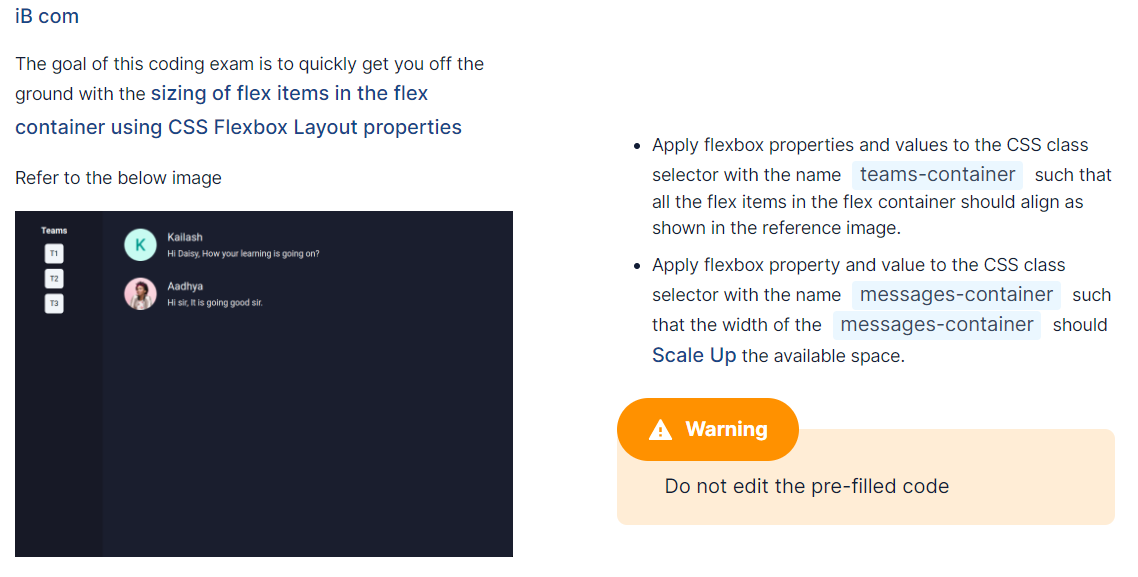 iB com
The goal of this coding exam is to quickly get you off the
ground with the sizing of flex items in the flex
container using CSS Flexbox Layout properties
Refer to the below image
Teams
T1
T2
T3
K
Kailash
Hi Daisy, How your learning is going on?
Aadhya
Hi sir, It is going good sir.
Apply flexbox properties and values to the CSS class
selector with the name teams-container such that
all the flex items in the flex container should align as
shown in the reference image.
Apply flexbox property and value to the CSS class
selector with the name messages-container such
that the width of the messages-container should
Scale Up the available space.
Warning
Do not edit the pre-filled code